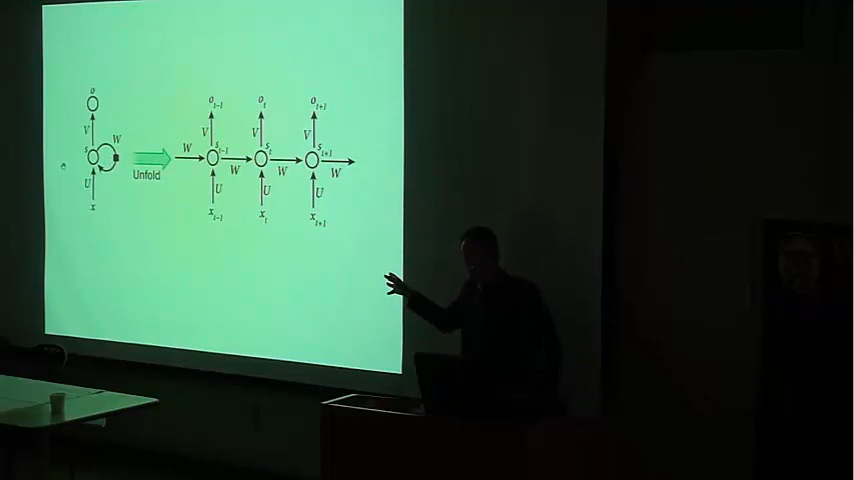 o o_{t-1} o_t o_{t+1}
V V V V
s W W s_{t-1} s_t s_{t+1}
Unfold W W W
U U U U
x x_{t-1} x_t x_{t+1}